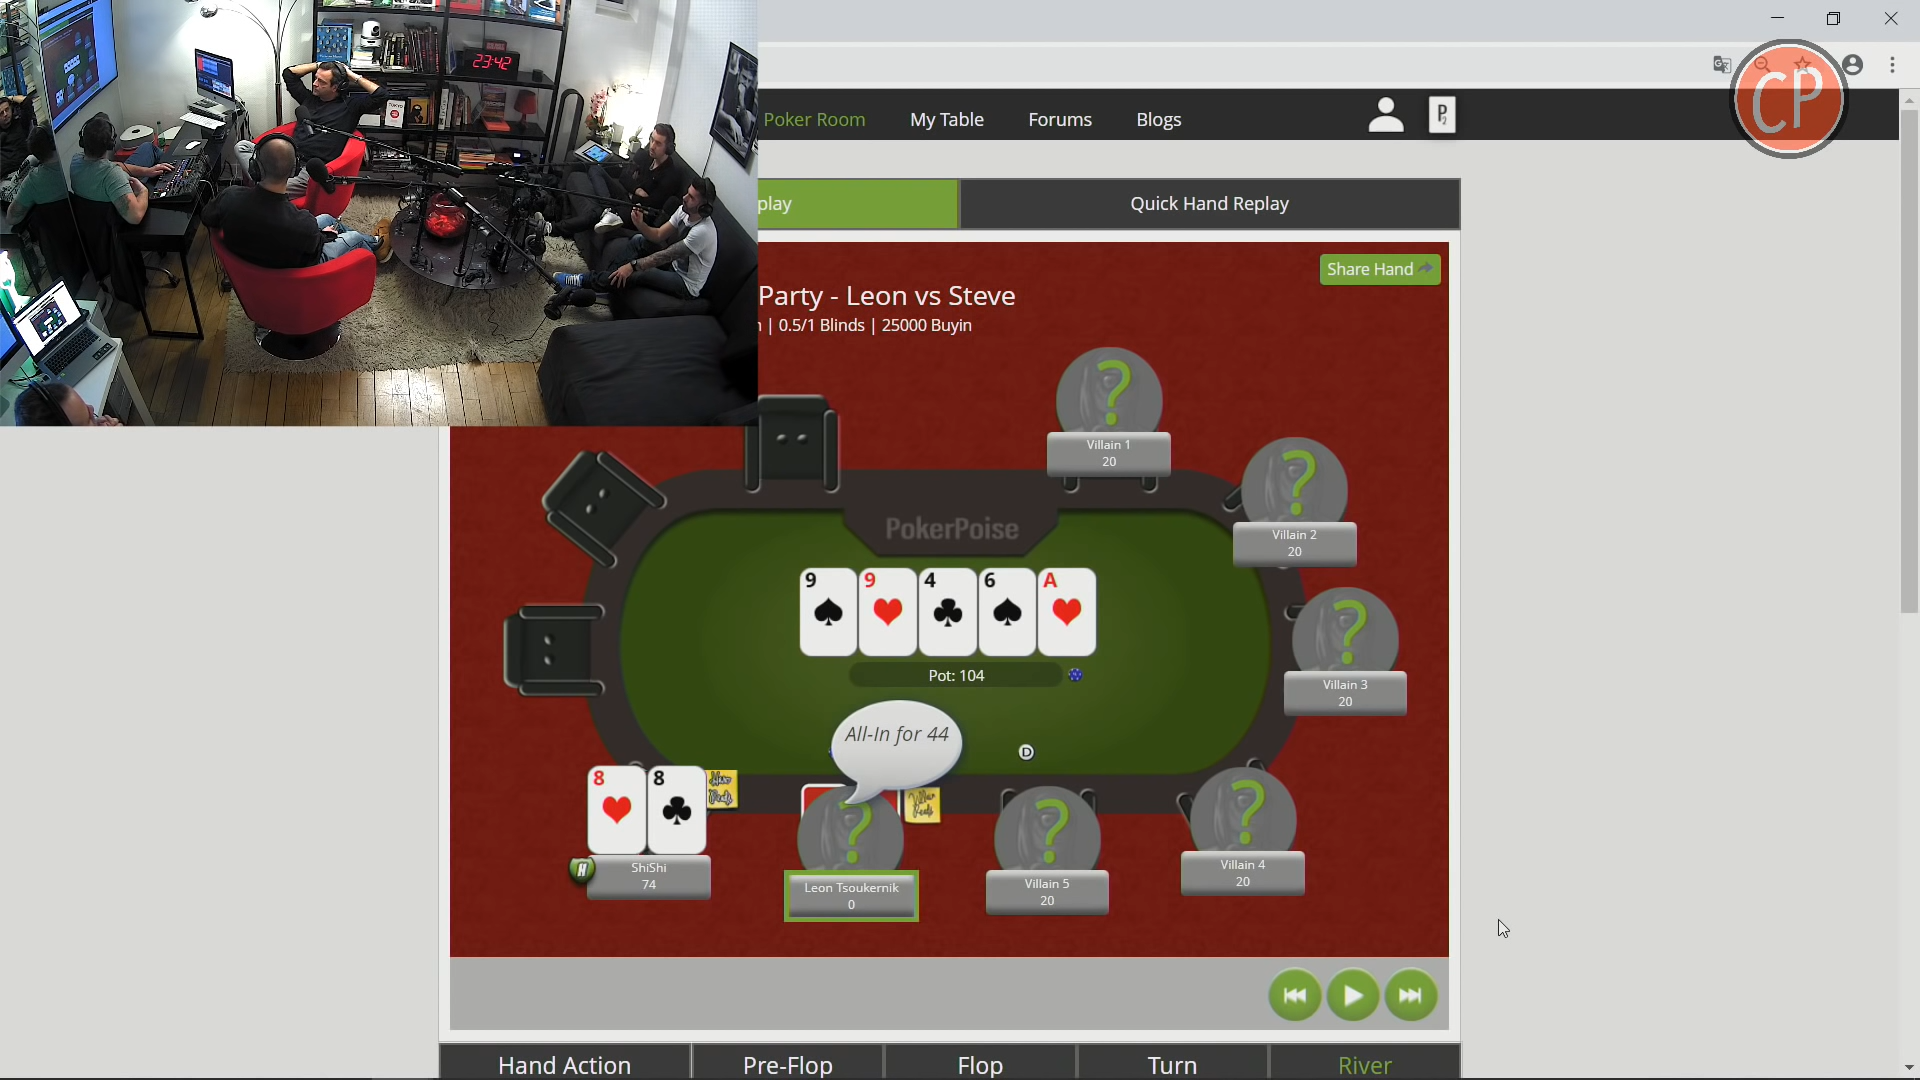 23:42
CP
Poker Room
My Table
Forums
Blogs
play
Quick Hand Replay
Share Hand
Party - Leon vs Steve
| 0.5/1 Blinds | 25000 Buyin
Villain 1
20
Villain 2
20
PokerPoise
9 9 4 6 A
Villain 3
20
Pot: 104
All-In for 44
D
8 8
Hero
Villain
H
ShiShi
74
Leon Tsoukernik
0
Villain 5
20
Villain 4
20
Hand Action
Pre-Flop
Flop
Turn
River